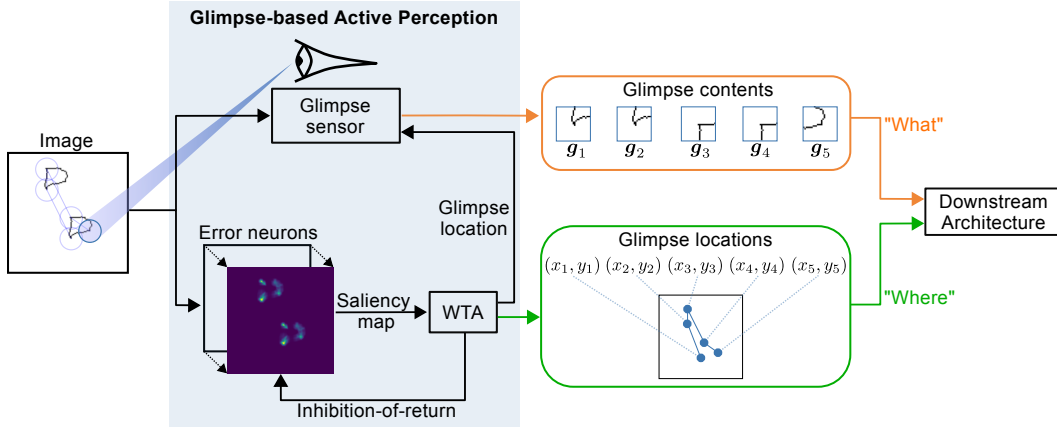 Glimpse-based Active Perception
Image
Glimpse
sensor
Glimpse contents
g1 g2 g3 g4 g5
"What"
Glimpse
location
Downstream
Architecture
Error neurons
Saliency
map
WTA
Inhibition-of-return
Glimpse locations
(x1, y1) (x2, y2) (x3, y3) (x4, y4) (x5, y5)
"Where"